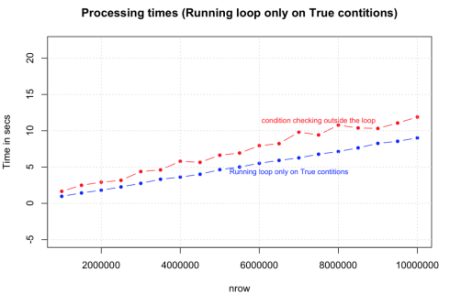 Processing times (Running loop only on True contitions)
Time in secs
20
15
10
5
0
-5
condition checking outside the loop
Running loop only on True contitions
2000000 4000000 6000000 8000000 10000000
nrow